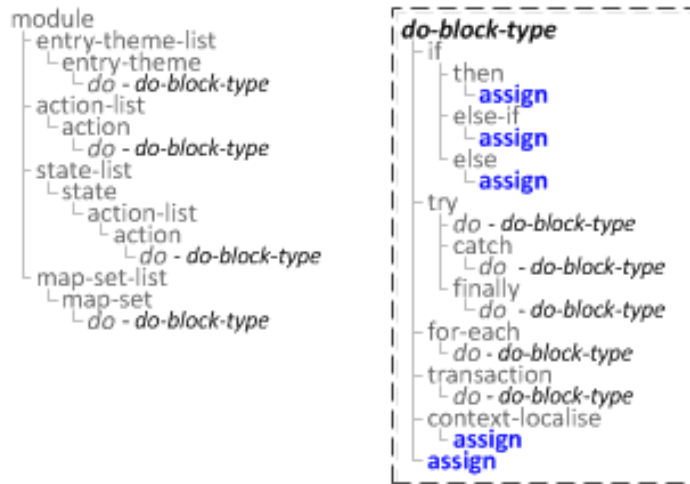 module
entry-theme-list
entry-theme
do - do-block-type
action-list
action
do - do-block-type
state-list
state
action-list
action
do - do-block-type
map-set-list
map-set
do - do-block-type
do-block-type
if
then
assign
else-if
assign
else
assign
try
do - do-block-type
catch
do - do-block-type
finally
do - do-block-type
for-each
do - do-block-type
transaction
do - do-block-type
context-localise
assign
assign